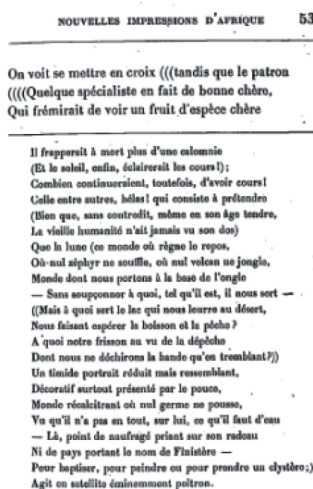 NOUVELLES IMPRESSIONS D'AFRIQUE 53
On voit se mettre en croix (((tandis que le patron
((((Quelque spécialiste en fait de bonne chère,
Qui frémirait de voir un fruit d'espèce chère
Il frapperait à mort plus d'une calomnie
(Et le soleil, enfin, éclairerait les cours!);
Combien continueraient, toutefois, d'avoir cours!
Celle entre autres, hélas! qui consiste à prétendre
(Bien que, sans contredit, même en son âge tendre,
La vieille humanité n'ait jamais vu son dos)
Que la lune (ce monde où règne le repos,
Où nul zéphyr ne souffle, où nul volcan ne jongle,
Monde dont nous portons à la base de l'ongle
— Sans soupçonner à quoi, tel qu'il est, il nous sert —
((Mais à quoi sert le lac qui nous leurre au désert,
Nous faisant espérer la boisson et la pêche?
A quoi notre frisson au vu de la dépêche
Dont nous ne déchirons la bande qu'en tremblant?))
Un timide portrait réduit mais ressemblant,
Décoratif surtout présenté par le pouce,
Monde récalcitrant où nul germe ne pousse,
Vu qu'il n'a pas en tout, sur lui, ce qu'il faut d'eau
— Là, point de naufragé priant sur son radeau
Ni de pays portant le nom de Finistère —
Pour baptiser, pour peindre ou pour prendre un clystère;)
Agit en satellite éminemment poltron.